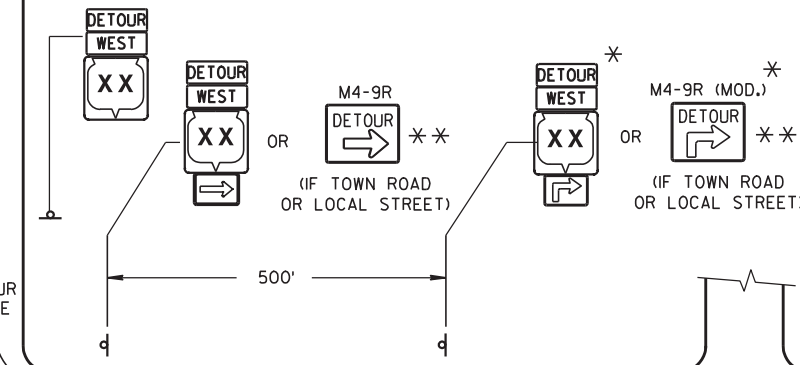 DETOUR
WEST
XX
DETOUR
WEST
XX
OR
M4-9R
DETOUR
**
(IF TOWN ROAD
OR LOCAL STREET)
DETOUR
WEST
*
XX
OR
M4-9R (MOD.)
*
DETOUR
**
(IF TOWN ROAD
OR LOCAL STREET)
500'
UR
E